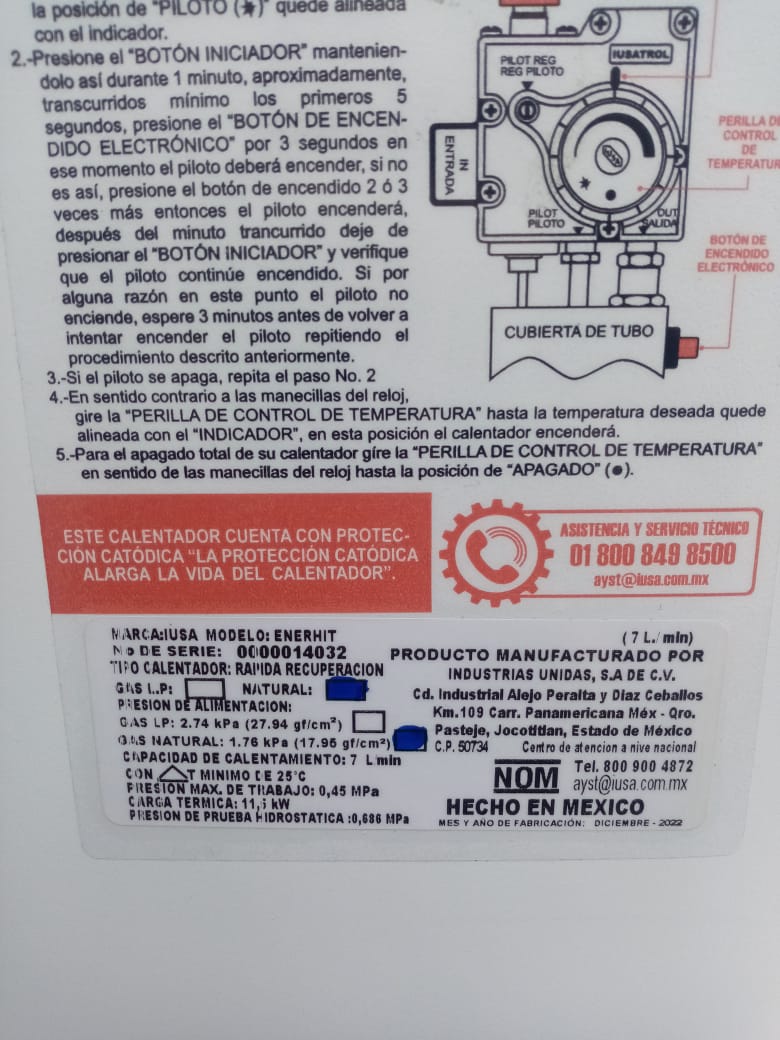 la posición de "PILOTO (✶)" quede alineada
con el indicador.
2.-Presione el "BOTÓN INICIADOR" mantenien-
dolo así durante 1 minuto, aproximadamente,
transcurridos mínimo los primeros 5
segundos, presione el "BOTÓN DE ENCEN-
DIDO ELECTRÓNICO" por 3 segundos en
ese momento el piloto deberá encender, si no
es así, presione el botón de encendido 2 ó 3
veces más entonces el piloto encenderá,
después del minuto trancurrido deje de
presionar el "BOTÓN INICIADOR" y verifique
que el piloto continúe encendido. Si por
alguna razón en este punto el piloto no
enciende, espere 3 minutos antes de volver a
intentar encender el piloto repitiendo el
procedimiento descrito anteriormente.
3.-Si el piloto se apaga, repita el paso No. 2
4.-En sentido contrario a las manecillas del reloj,
gire la "PERILLA DE CONTROL DE TEMPERATURA" hasta la temperatura deseada quede
alineada con el "INDICADOR", en esta posición el calentador encenderá.
5.-Para el apagado total de su calentador gíre la "PERILLA DE CONTROL DE TEMPERATURA"
en sentido de las manecillas del reloj hasta la posición de "APAGADO" (●).
IUSATROL
PILOT REG
REG PILOTO
IN
ENTRADA
PILOT
PILOTO
OUT
SALIDA
PERILLA DE
CONTROL
DE
TEMPERATURA
BOTÓN DE
ENCENDIDO
ELECTRÓNICO
CUBIERTA DE TUBO
ESTE CALENTADOR CUENTA CON PROTEC-
CIÓN CATÓDICA "LA PROTECCIÓN CATÓDICA
ALARGA LA VIDA DEL CALENTADOR".
ASISTENCIA Y SERVICIO TÉCNICO
01 800 849 8500
ayst@iusa.com.mx
MARCA:IUSA MODELO: ENERHIT
No DE SERIE: 0000014032
TIPO CALENTADOR: RAPIDA RECUPERACION
GAS L.P: NATURAL:
PRESION DE ALIMENTACION:
GAS LP: 2.74 kPa (27.94 gf/cm²)
GAS NATURAL: 1.76 kPa (17.95 gf/cm²)
CAPACIDAD DE CALENTAMIENTO: 7 L/min
CON △T MINIMO DE 25°C
PRESION MAX. DE TRABAJO: 0,45 MPa
CARGA TERMICA: 11,5 kW
PRESION DE PRUEBA HIDROSTATICA :0,686 MPa
(7 L./min)
PRODUCTO MANUFACTURADO POR
INDUSTRIAS UNIDAS, S.A DE C.V.
Cd. Industrial Alejo Peralta y Diaz Ceballos
Km.109 Carr. Panamericana Méx - Qro.
Pasteje, Jocotitlan, Estado de México
C.P. 50734 Centro de atencion a nive nacional
NOM
Tel. 800 900 4872
ayst@iusa.com.mx
HECHO EN MEXICO
MES Y AÑO DE FABRICACIÓN: DICIEMBRE - 2022